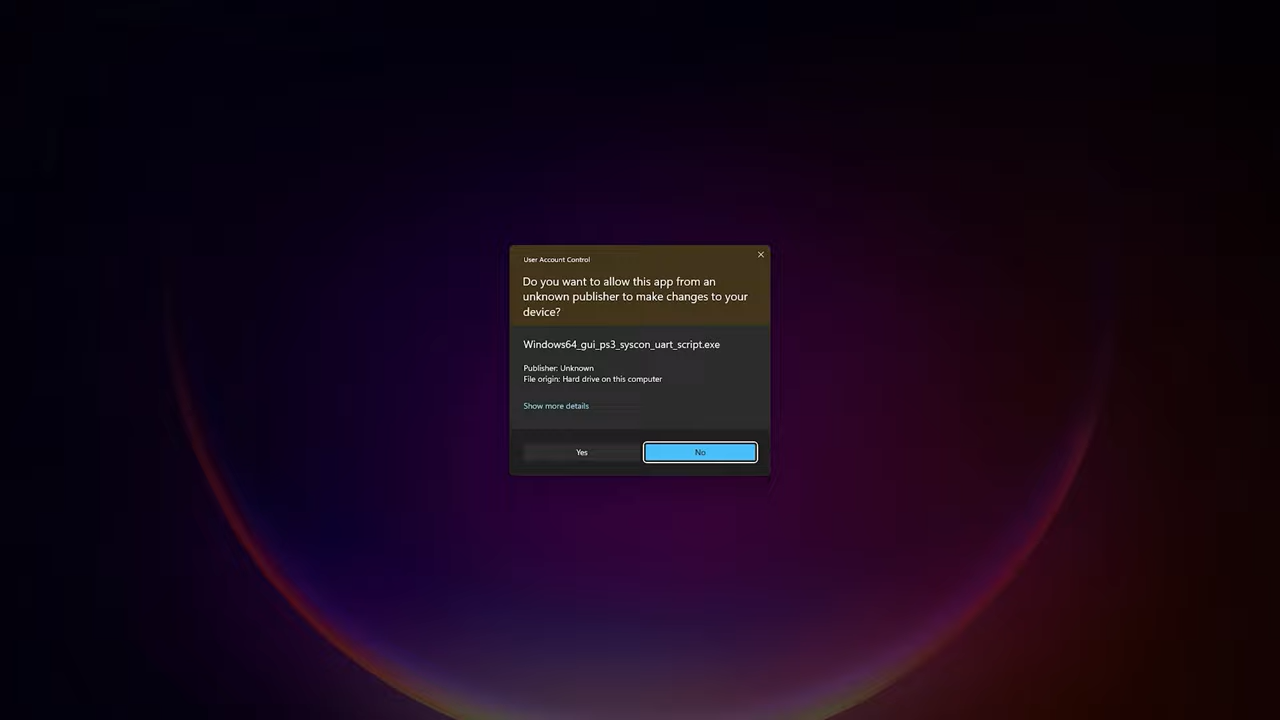 User Account Control
Do you want to allow this app from an
unknown publisher to make changes to your
device?
Windows64_gui_ps3_syscon_uart_script.exe
Publisher: Unknown
File origin: Hard drive on this computer
Show more details
Yes
No